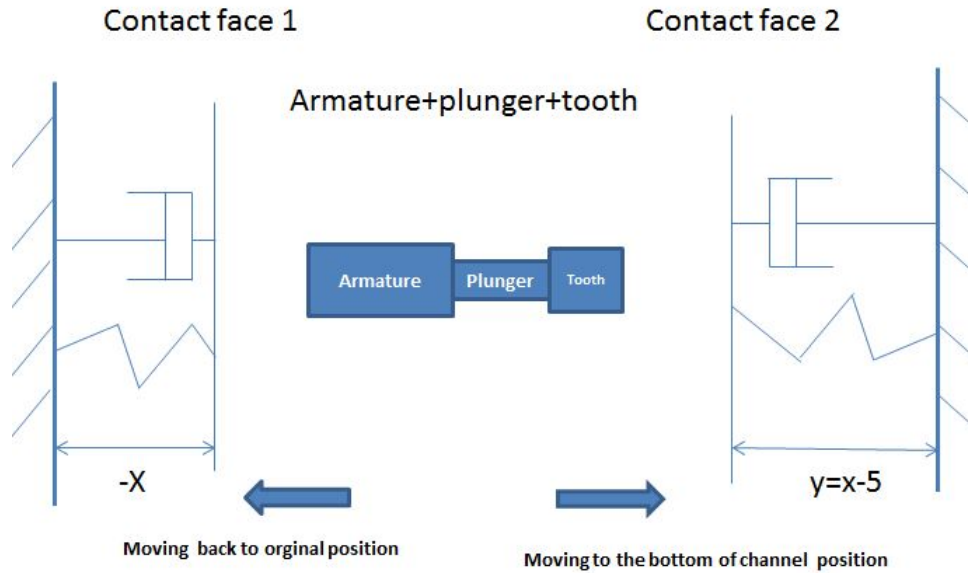 Contact face 1
Contact face 2
Armature+plunger+tooth
Armature
Plunger
Tooth
-X
y=x-5
Moving back to orginal position
Moving to the bottom of channel position